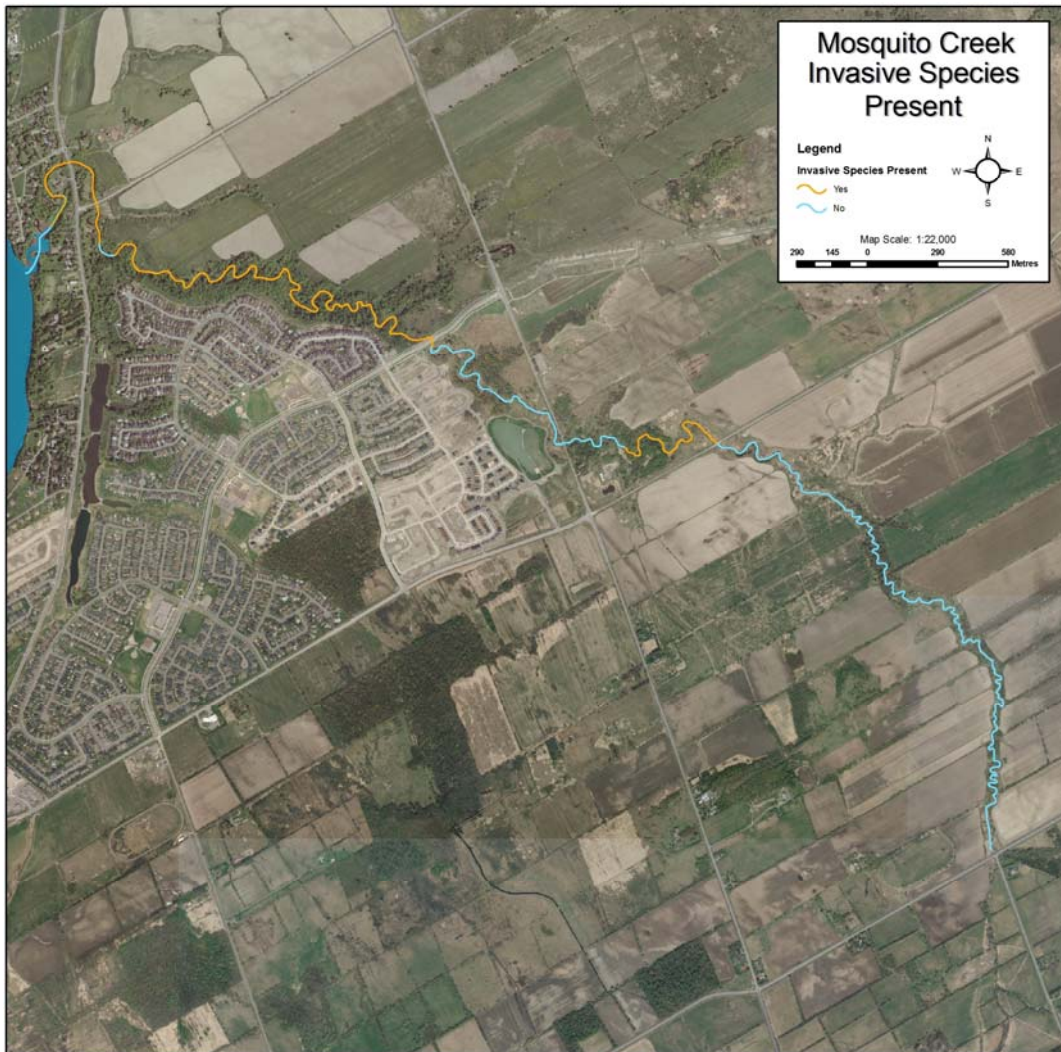 Mosquito Creek
Invasive Species
Present
Legend
Invasive Species Present
Yes
No
N
W E
S
Map Scale: 1:22,000
290 145 0 290 580
Metres